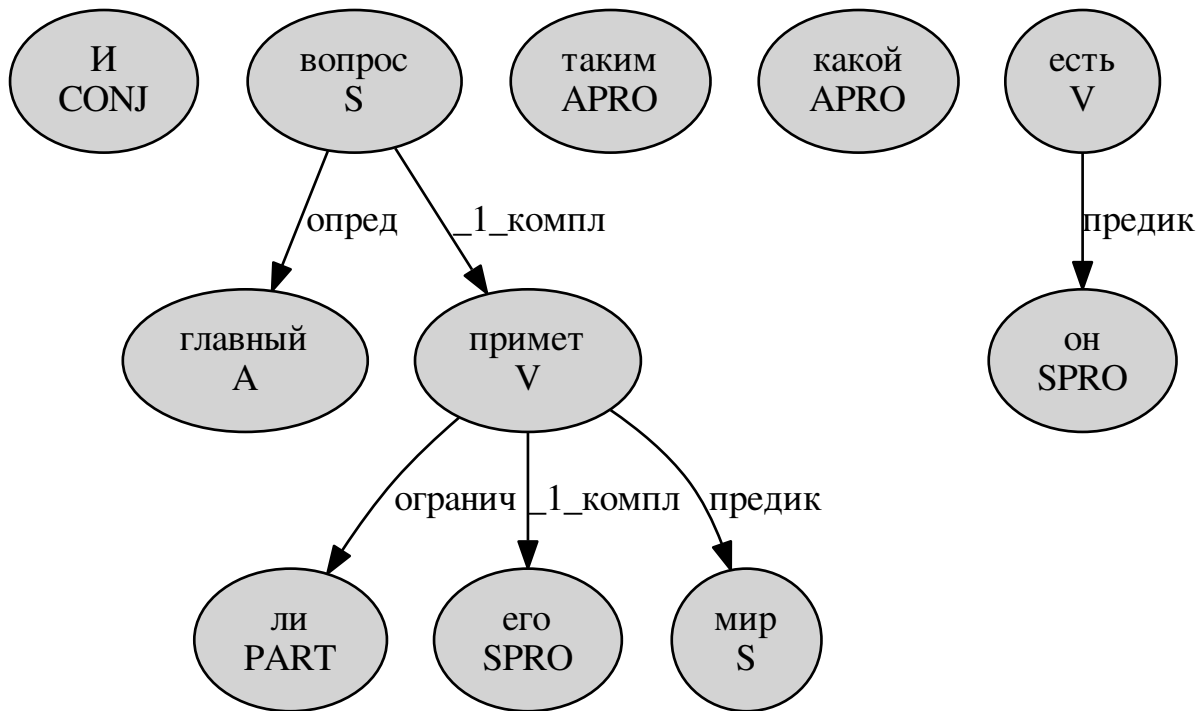 И
CONJ
вопрос
S
таким
APRO
какой
APRO
есть
V
опред
_1_компл
предик
главный
A
примет
V
он
SPRO
огранич
_1_компл
предик
ли
PART
его
SPRO
мир
S